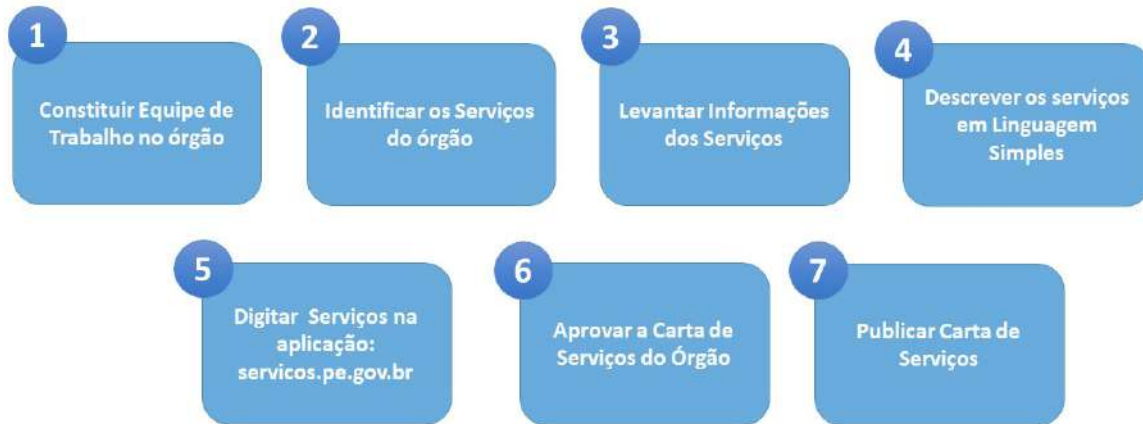 1
Constituir Equipe de
Trabalho no órgão
2
Identificar os Serviços
do órgão
3
Levantar Informações
dos Serviços
4
Descrever os serviços
em Linguagem
Simples
5
Digitar Serviços na
aplicação:
servicos.pe.gov.br
6
Aprovar a Carta de
Serviços do Órgão
7
Publicar Carta de
Serviços